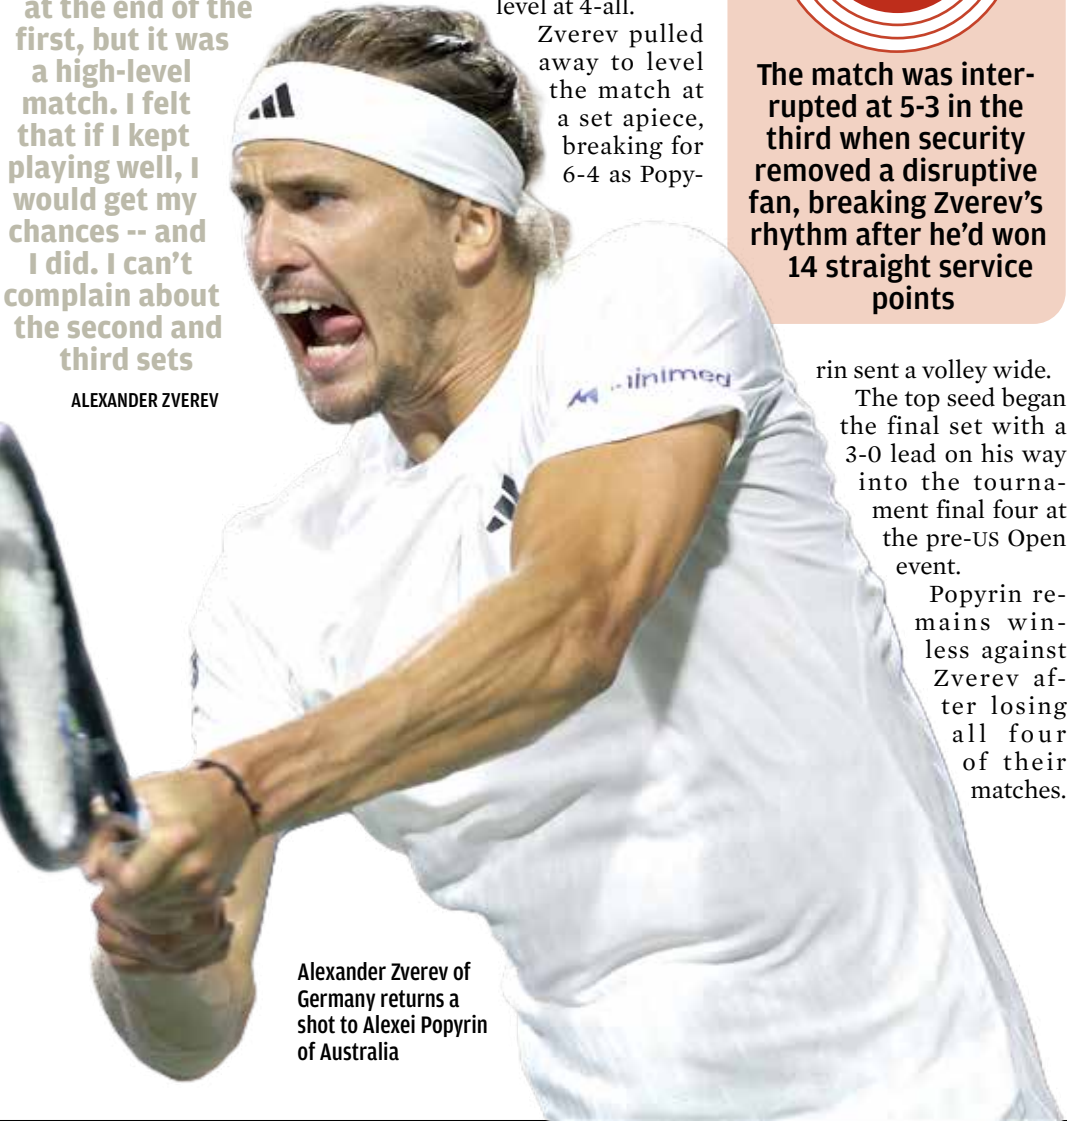 at the end of the
first, but it was
a high-level
match. I felt
that if I kept
playing well, I
would get my
chances -- and
I did. I can't
complain about
the second and
third sets
ALEXANDER ZVEREV
level at 4-all.
Zverev pulled
away to level
the match at
a set apiece,
breaking for
6-4 as Popy-
The match was inter-
rupted at 5-3 in the
third when security
removed a disruptive
fan, breaking Zverev's
rhythm after he'd won
14 straight service
points
rin sent a volley wide.
The top seed began
the final set with a
3-0 lead on his way
into the tourna-
ment final four at
the pre-US Open
event.
Popyrin re-
mains win-
less against
Zverev af-
ter losing
all four
of their
matches.
Alexander Zverev of
Germany returns a
shot to Alexei Popyrin
of Australia